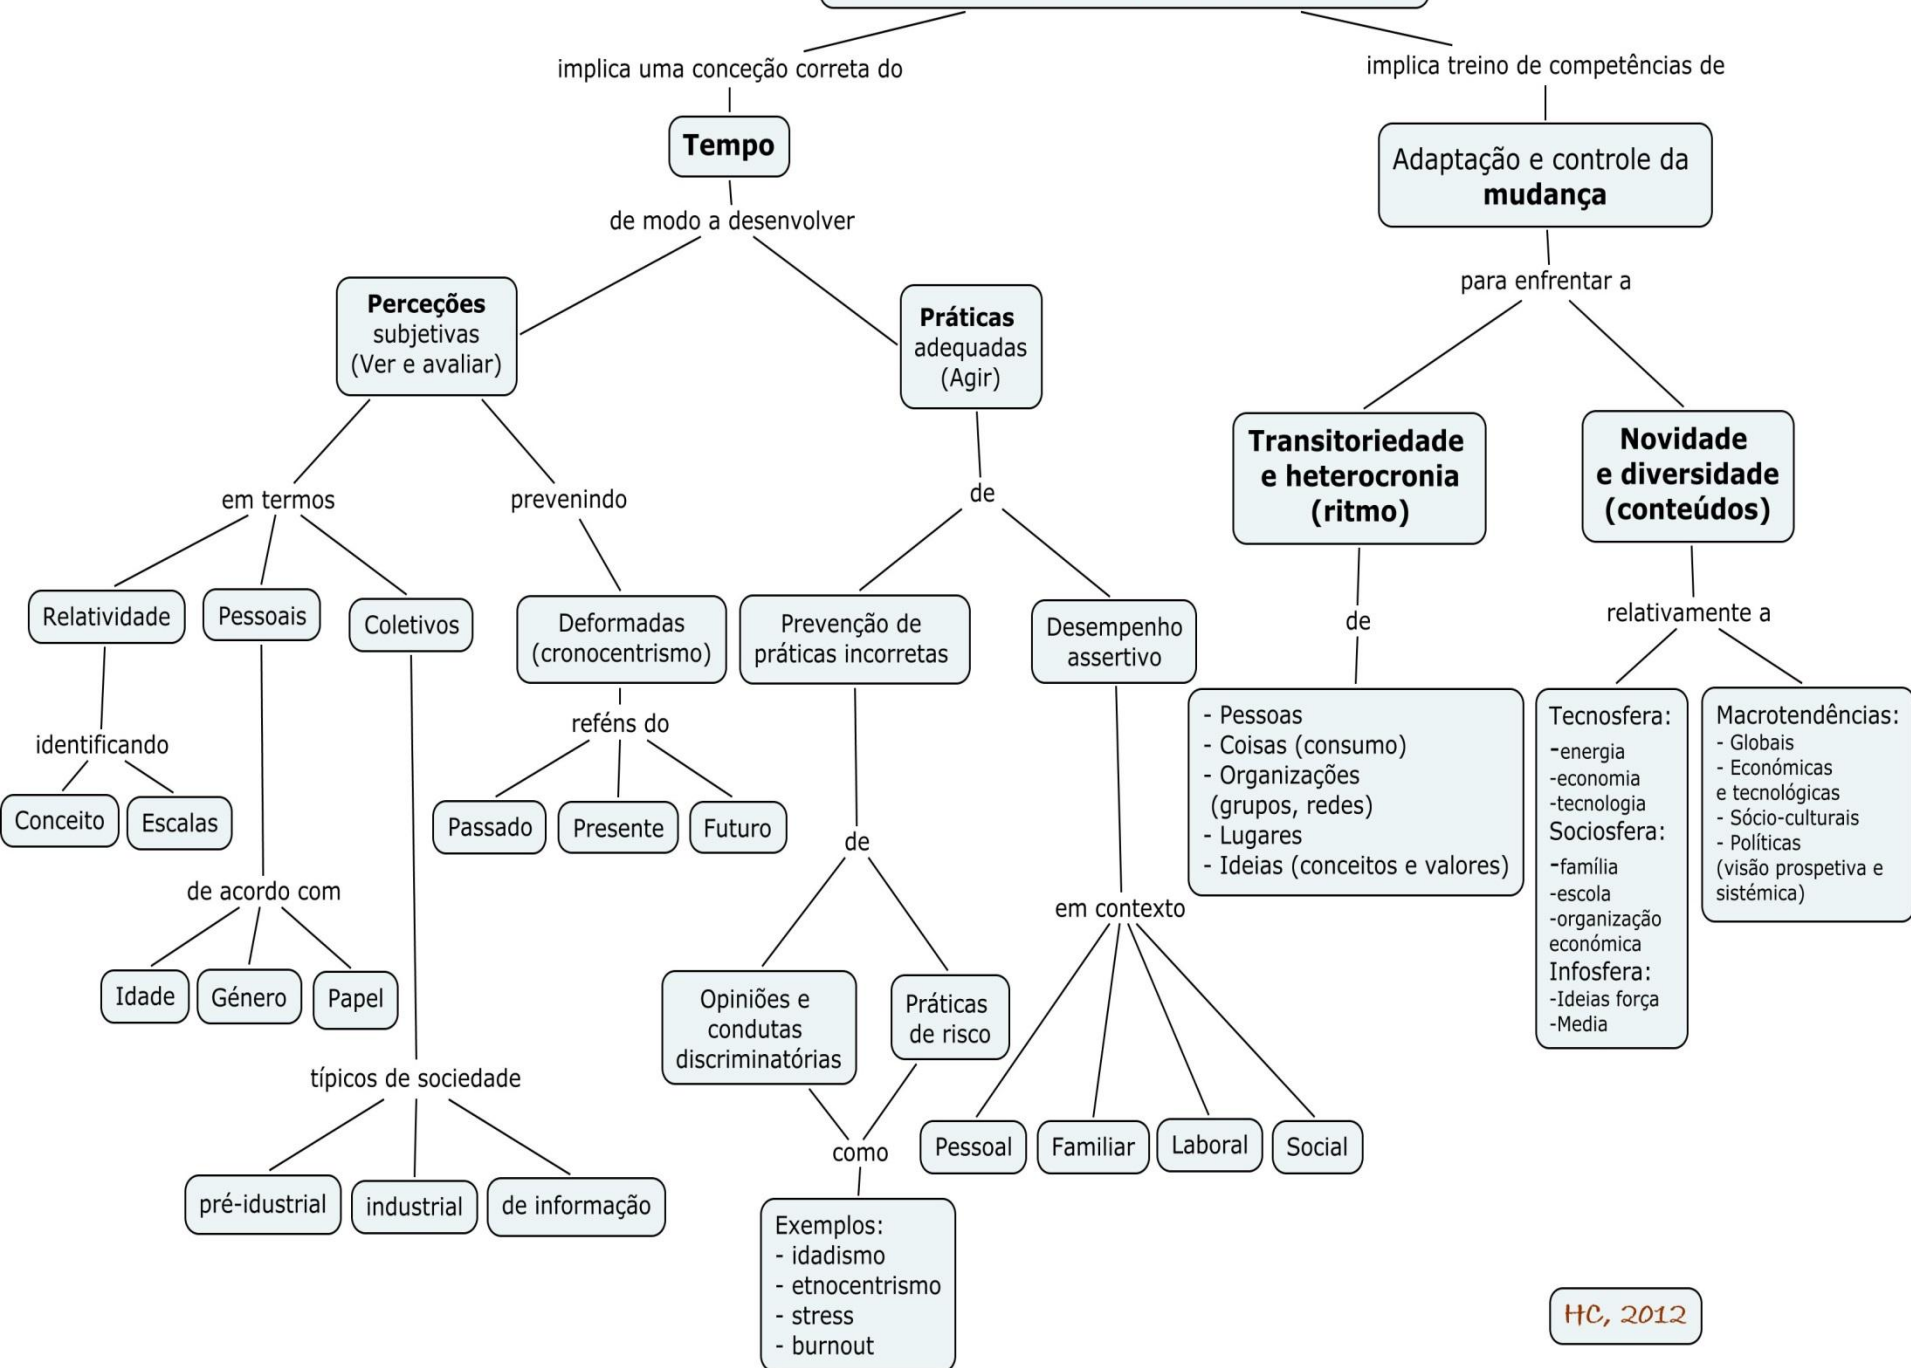 implica uma conceção correta do
implica treino de competências de
Tempo
Adaptação e controle da
mudança
de modo a desenvolver
para enfrentar a
Perceções
subjetivas
(Ver e avaliar)
Práticas
adequadas
(Agir)
Transitoriedade
e heterocronia
(ritmo)
Novidade
e diversidade
(conteúdos)
em termos
prevenindo
de
de
relativamente a
Relatividade
Pessoais
Coletivos
Deformadas
(cronocentrismo)
Prevenção de
práticas incorretas
Desempenho
assertivo
- Pessoas
- Coisas (consumo)
- Organizações
(grupos, redes)
- Lugares
- Ideias (conceitos e valores)
Tecnosfera:
-energia
-economia
-tecnologia
Sociosfera:
-família
-escola
-organização
económica
Infosfera:
-Ideias força
-Media
Macrotendências:
- Globais
- Económicas
e tecnológicas
- Sócio-culturais
- Políticas
(visão prospetiva e
sistémica)
identificando
reféns do
Conceito
Escalas
Passado
Presente
Futuro
de
de acordo com
em contexto
Idade
Género
Papel
Opiniões e
condutas
discriminatórias
Práticas
de risco
típicos de sociedade
como
Pessoal
Familiar
Laboral
Social
pré-idustrial
industrial
de informação
Exemplos:
- idadismo
- etnocentrismo
- stress
- burnout
HC, 2012